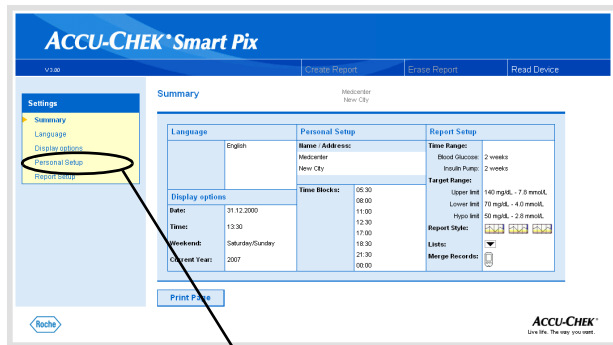 ACCU-CHEK® Smart Pix
V3.00
Create Report Erase Report Read Device
Settings
Summary
Language
Display options
Personal Setup
Report Setup
Summary
Medcenter
New City
Language
English
Display options
Date: 31.12.2000
Time: 13:30
Weekend: Saturday/Sunday
Current Year: 2007
Personal Setup
Name / Address:
Medcenter
New City
Time Blocks: 05:30
08:00
11:00
12:30
17:00
18:30
21:30
00:00
Report Setup
Time Range:
Blood Glucose: 2 weeks
Insulin Pump: 2 weeks
Target Range:
Upper limit 140 mg/dL - 7.8 mmol/L
Lower limit 70 mg/dL - 4.0 mmol/L
Hypo limit 50 mg/dL - 2.8 mmol/L
Report Style:
Lists:
Merge Records:
Print Page
Roche
ACCU-CHEK®
Live life. The way you want.